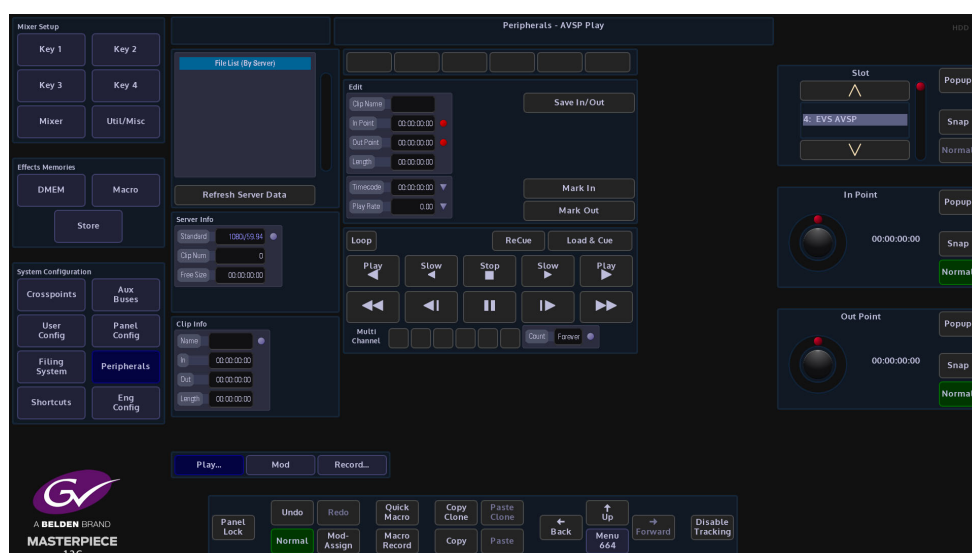 Mixer Setup
Key 1
Key 2
Key 3
Key 4
Mixer
Util/Misc
Effects Memories
DMEM
Macro
Store
System Configuration
Crosspoints
Aux
Buses
User
Config
Panel
Config
Filing
System
Peripherals
Shortcuts
Eng
Config
GV
A BELDEN BRAND
MASTERPIECE
Peripherals - AVSP Play
File List (By Server)
Refresh Server Data
Server Info
Standard
1080/59.94
Clip Num
0
Free Size
00:00:00:00
Clip Info
Name
In
00:00:00:00
Out
00:00:00:00
Length
00:00:00:00
Edit
Clip Name
In Point
00:00:00:00
Out Point
00:00:00:00
Length
00:00:00:00
Timecode
00:00:00:00
Play Rate
0.00
Save In/Out
Mark In
Mark Out
Loop
ReCue
Load & Cue
Play
Slow
Stop
Slow
Play
Multi
Channel
Count
Forever
HDD
Slot
4: EVS AVSP
Popup
Snap
Normal
In Point
00:00:00:00
Popup
Snap
Normal
Out Point
00:00:00:00
Popup
Snap
Normal
Play...
Mod
Record...
Panel
Lock
Undo
Redo
Normal
Mod-
Assign
Quick
Macro
Macro
Record
Copy
Clone
Paste
Clone
Copy
Paste
Back
Up
Menu
664
Forward
Disable
Tracking